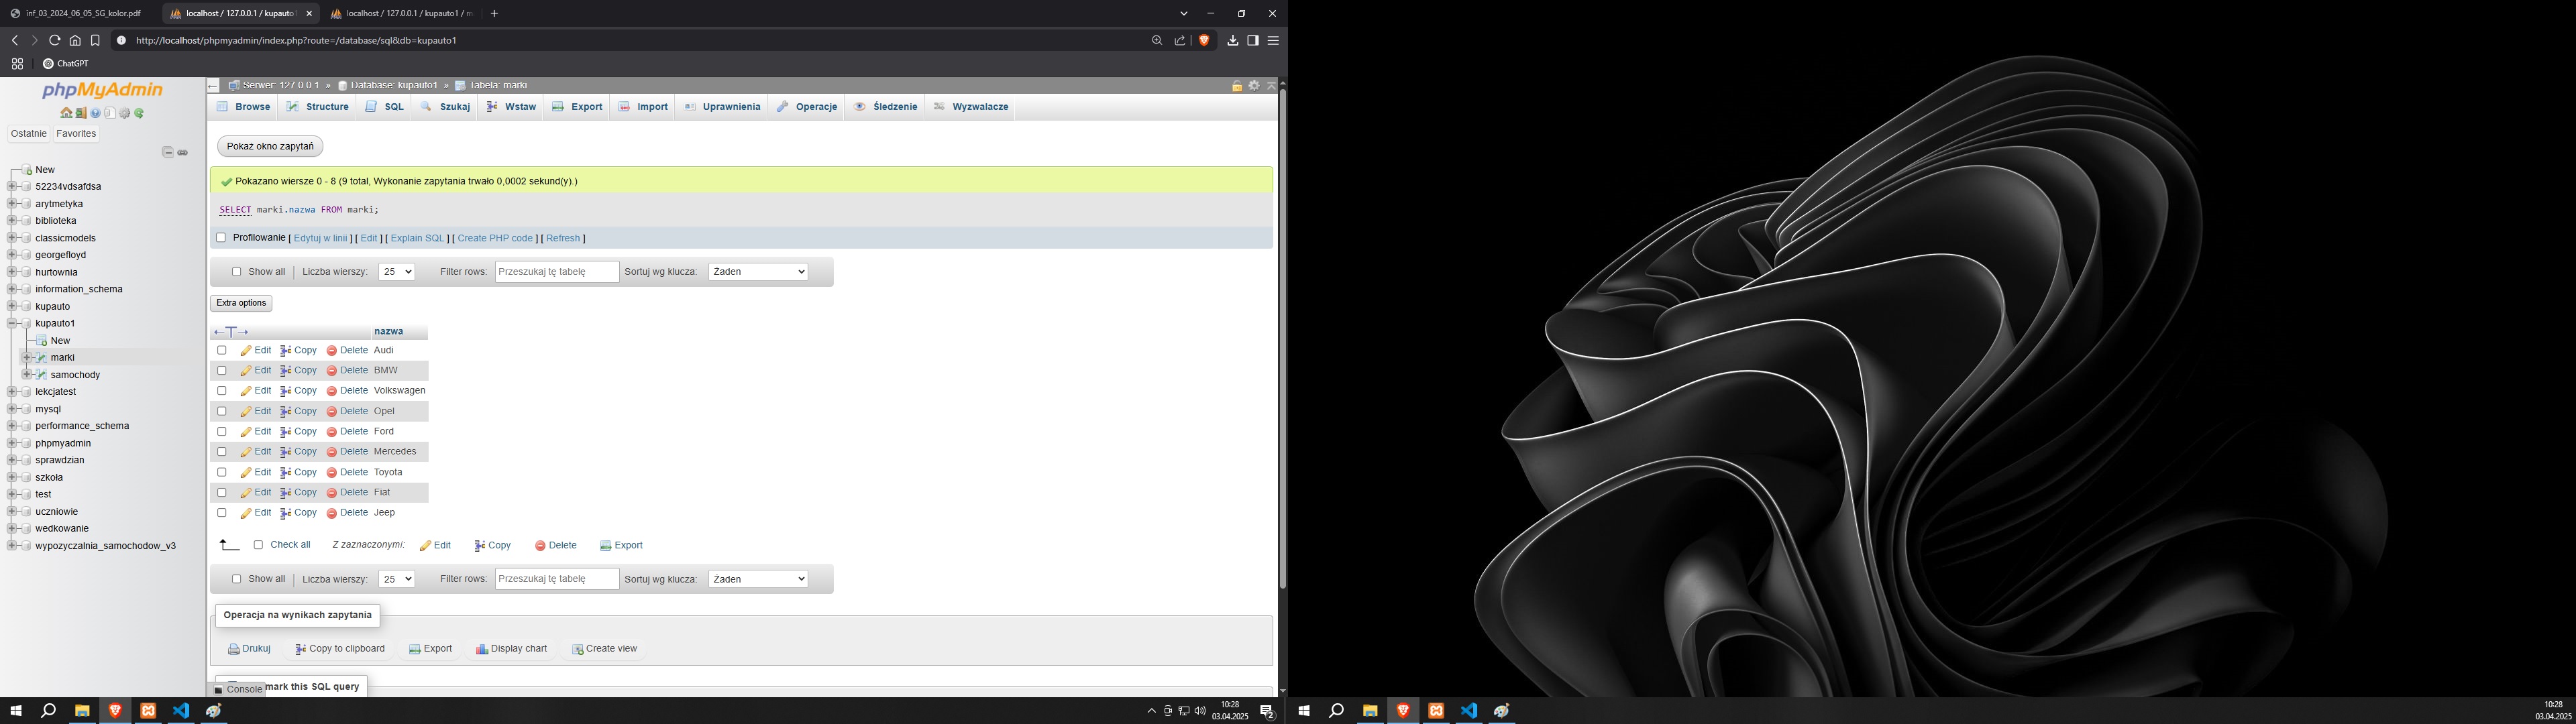 inf_03_2024_06_05_SG_kolor.pdf
localhost / 127.0.0.1 / kupauto1
localhost / 127.0.0.1 / kupauto1 / m
http://localhost/phpmyadmin/index.php?route=/database/sql&db=kupauto1
ChatGPT
phpMyAdmin
Ostatnie Favorites
New
52234vdsafdsa
arytmetyka
biblioteka
classicmodels
georgefloyd
hurtownia
information_schema
kupauto
kupauto1
New
marki
samochody
lekcjatest
mysql
performance_schema
phpmyadmin
sprawdzian
szkoła
test
uczniowie
wedkowanie
wypozyczalnia_samochodow_v3
Serwer: 127.0.0.1 » Database: kupauto1 » Tabela: marki
Browse Structure SQL Szukaj Wstaw Export Import Uprawnienia Operacje Śledzenie Wyzwalacze
Pokaż okno zapytań
Pokazano wiersze 0 - 8 (9 total, Wykonanie zapytania trwało 0,0002 sekund(y).)
SELECT marki.nazwa FROM marki;
Profilowanie [ Edytuj w linii ] [ Edit ] [ Explain SQL ] [ Create PHP code ] [ Refresh ]
Show all Liczba wierszy: 25 Filter rows: Przeszukaj tę tabelę Sortuj wg klucza: Żaden
Extra options
←T→ nazwa
Edit Copy Delete Audi
Edit Copy Delete BMW
Edit Copy Delete Volkswagen
Edit Copy Delete Opel
Edit Copy Delete Ford
Edit Copy Delete Mercedes
Edit Copy Delete Toyota
Edit Copy Delete Fiat
Edit Copy Delete Jeep
Check all Z zaznaczonymi: Edit Copy Delete Export
Show all Liczba wierszy: 25 Filter rows: Przeszukaj tę tabelę Sortuj wg klucza: Żaden
Operacja na wynikach zapytania
Drukuj Copy to clipboard Export Display chart Create view
mark this SQL query
Console
10:28
03.04.2025
2
10:28
03.04.2025